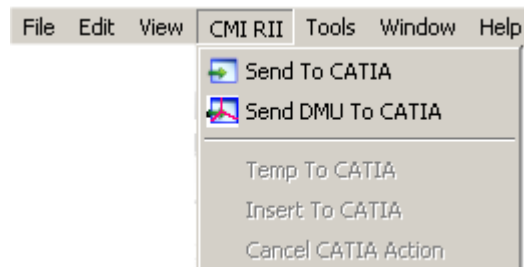 File Edit View CMI RII Tools Window Help
Send To CATIA
Send DMU To CATIA
Temp To CATIA
Insert To CATIA
Cancel CATIA Action